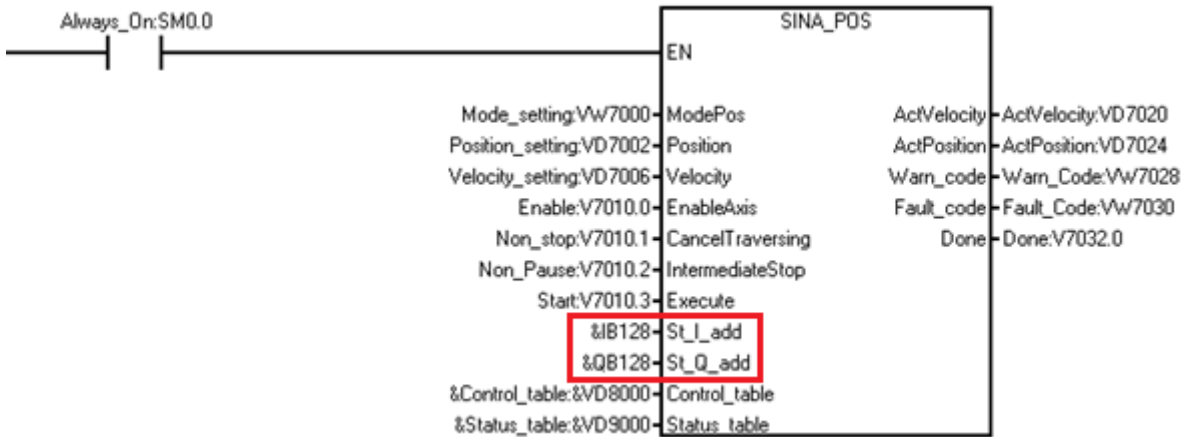 Always_On:SM0.0
SINA_POS
EN
Mode_setting:VW7000 ModePos ActVelocity ActVelocity:VD7020
Position_setting:VD7002 Position ActPosition ActPosition:VD7024
Velocity_setting:VD7006 Velocity Warn_code Warn_Code:VW7028
Enable:V7010.0 EnableAxis Fault_code Fault_Code:VW7030
Non_stop:V7010.1 CancelTraversing Done Done:V7032.0
Non_Pause:V7010.2 IntermediateStop
Start:V7010.3 Execute
&IB128 St_I_add
&QB128 St_Q_add
&Control_table:&VD8000 Control_table
&Status_table:&VD9000 Status_table